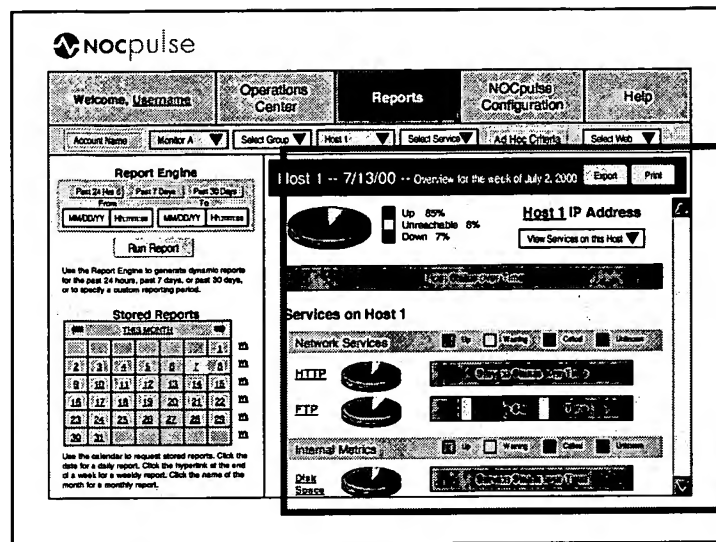 NOCpulse
Welcome, Username
Operations Center
Reports
NOCpulse Configuration
Help
Account Name
Monitor A
Select Group
Host 1
Select Service
Ad Hoc Criteria
Select Web
Report Engine
Past 24 Hrs Past 7 Days Past 30 Days
From To
MM/DD/YY HH:mm:ss MM/DD/YY HH:mm:ss
Run Report
Use the Report Engine to generate dynamic reports
for the past 24 hours, past 7 days, or past 30 days,
or to specify a custom reporting period.
Stored Reports
THIS MONTH
1 m
2 3 4 5 6 7 8 m
9 10 11 12 13 14 15 m
16 17 18 19 20 21 22 m
23 24 25 26 27 28 29 m
30 31 m
Use the calendar to request stored reports. Click the
date for a daily report. Click the hyperlink at the end
of a week for a weekly report. Click the name of the
month for a monthly report.
Host 1 -- 7/13/00 -- Overview for the week of July 2, 2000
Export
Print
Up 85%
Unreachable 8%
Down 7%
Host 1 IP Address
View Services on this Host
Services on Host 1
Network Services
Up Warning Critical Unknown
HTTP
FTP
Internal Metrics
Up Warning Critical Unknown
Disk
Space